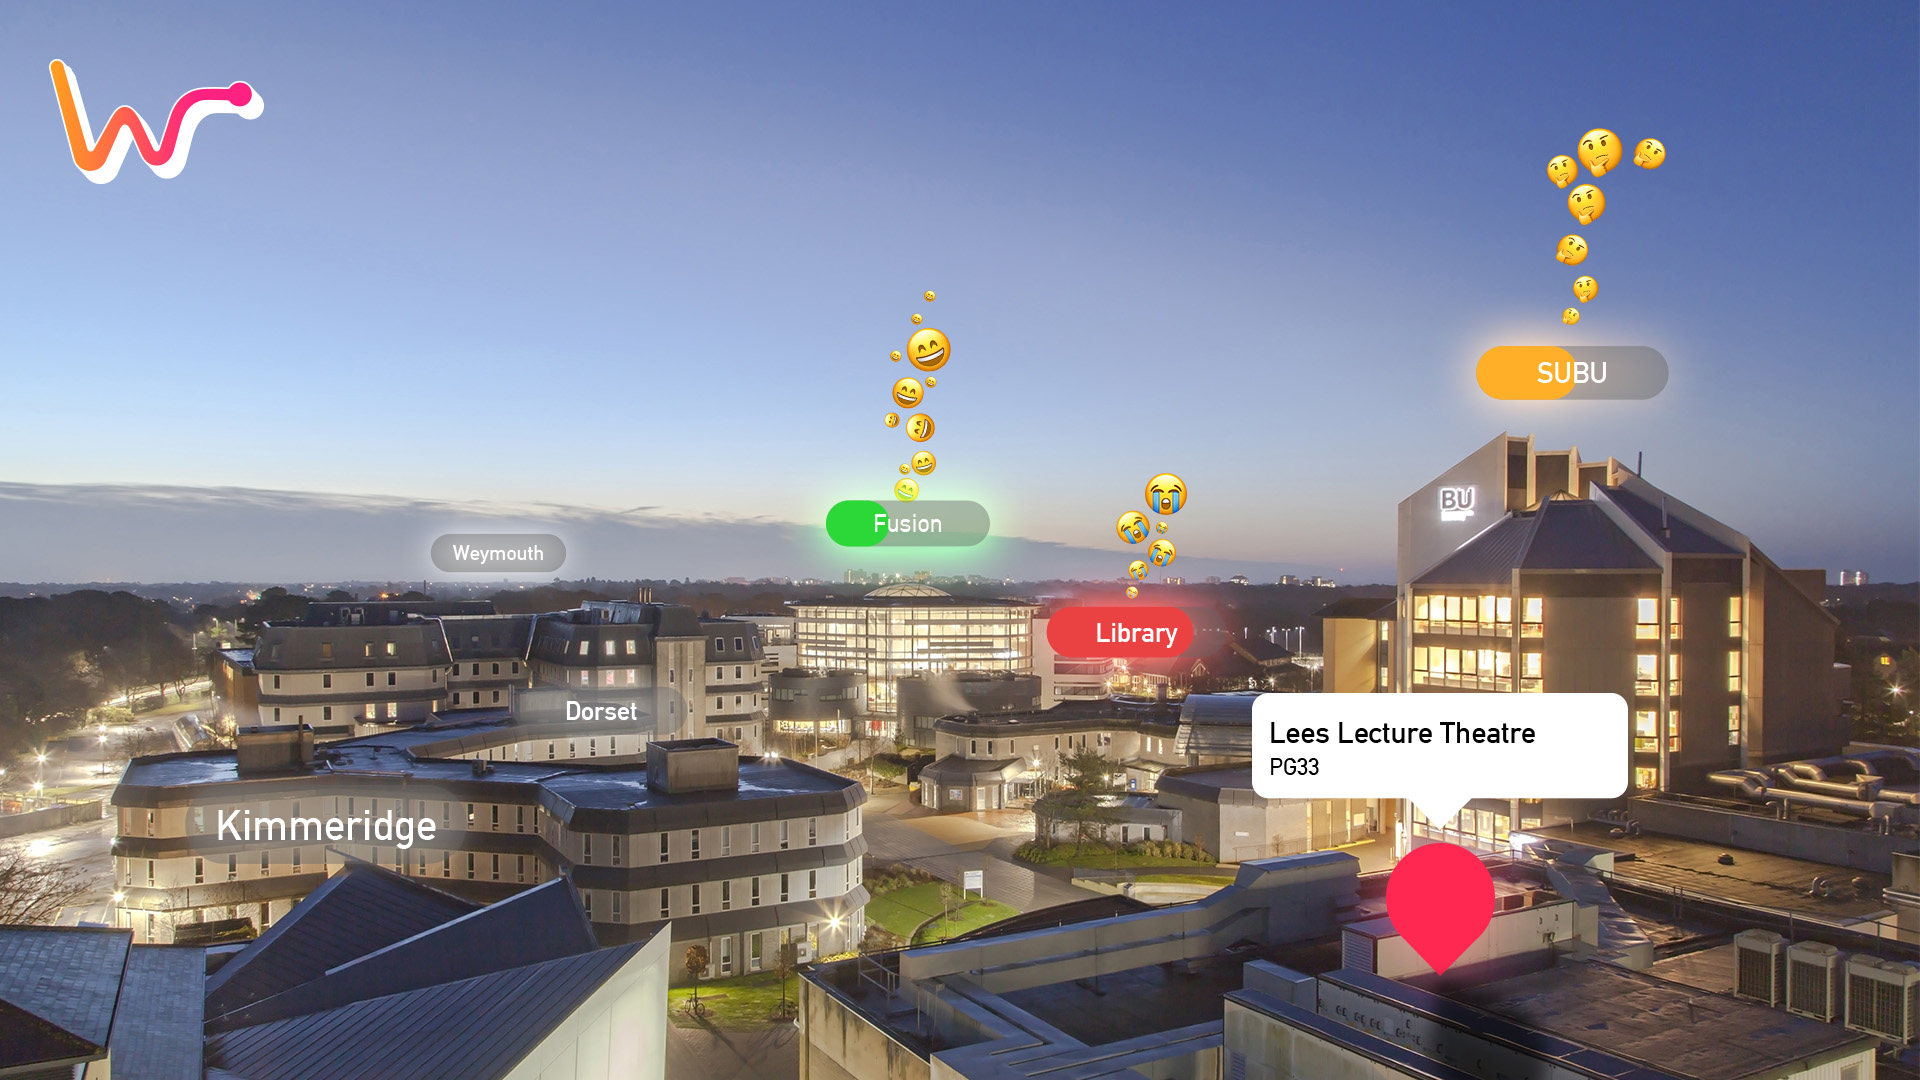 SUBU
BU
Fusion
Weymouth
Library
Dorset
Lees Lecture Theatre
PG33
Kimmeridge